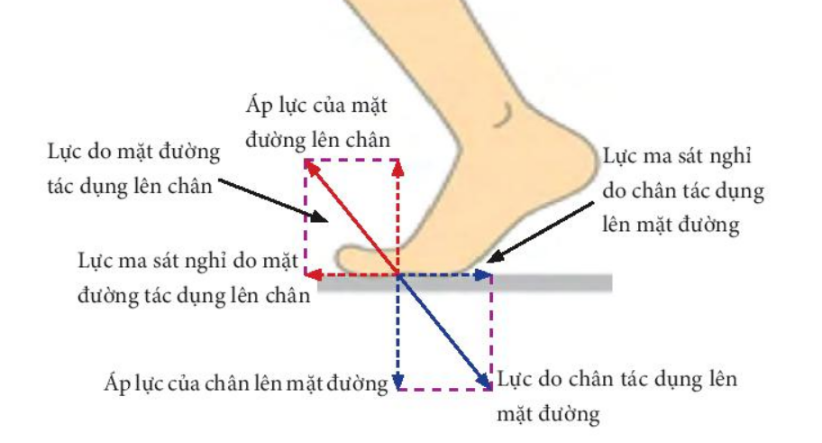 Áp lực của mặt
đường lên chân
Lực do mặt đường
tác dụng lên chân
Lực ma sát nghỉ
do chân tác dụng
lên mặt đường
Lực ma sát nghỉ do mặt
đường tác dụng lên chân
Áp lực của chân lên mặt đường
Lực do chân tác dụng lên
mặt đường